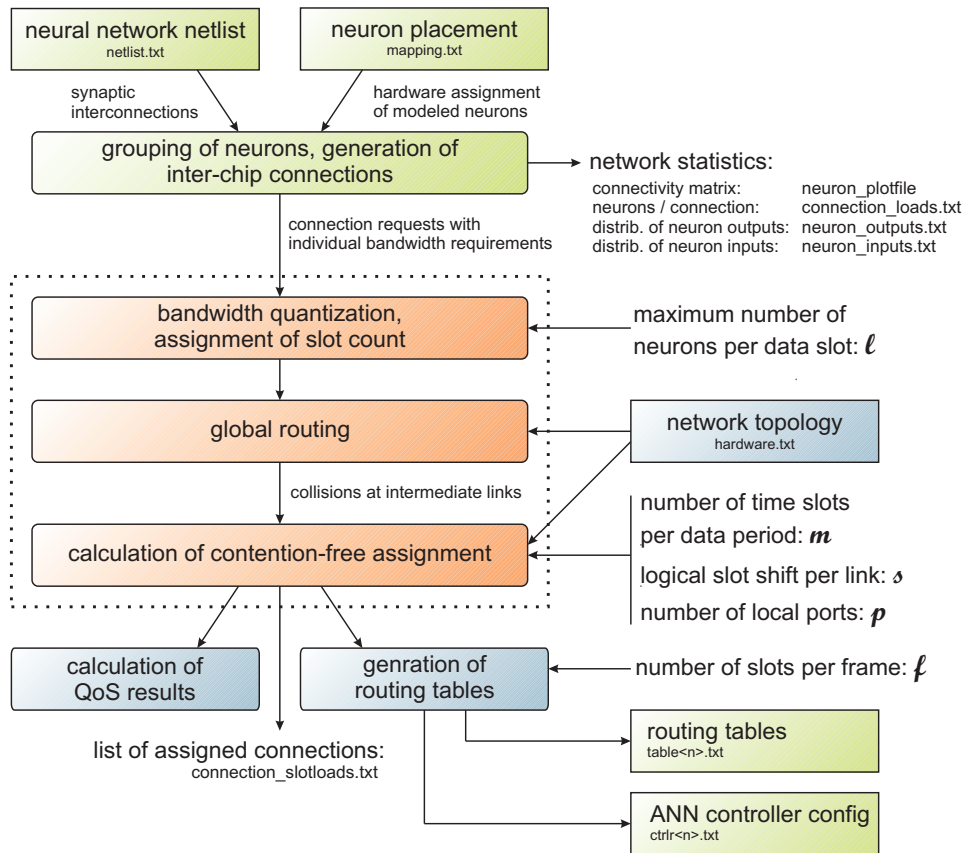 neural network netlist
netlist.txt
neuron placement
mapping.txt
synaptic
interconnections
hardware assignment
of modeled neurons
grouping of neurons, generation of
inter-chip connections
network statistics:
connectivity matrix: neuron_plotfile
neurons / connection: connection_loads.txt
distrib. of neuron outputs: neuron_outputs.txt
distrib. of neuron inputs: neuron_inputs.txt
connection requests with
individual bandwidth requirements
bandwidth quantization,
assignment of slot count
maximum number of
neurons per data slot: ℓ
global routing
network topology
hardware.txt
collisions at intermediate links
number of time slots
per data period: m
calculation of contention-free assignment
logical slot shift per link: s
number of local ports: p
calculation of
QoS results
genration of
routing tables
number of slots per frame: f
list of assigned connections:
connection_slotloads.txt
routing tables
table<n>.txt
ANN controller config
ctrlr<n>.txt